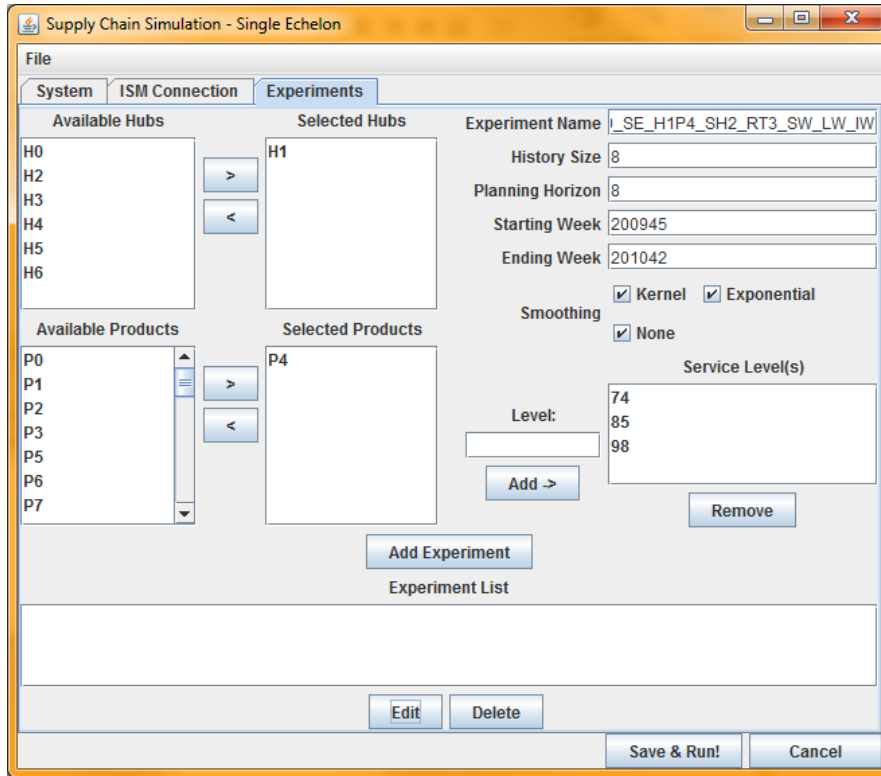 Supply Chain Simulation - Single Echelon
File
System ISM Connection Experiments
Available Hubs
H0
H2
H3
H4
H5
H6
>
<
Selected Hubs
H1
Available Products
P0
P1
P2
P3
P5
P6
P7
>
<
Selected Products
P4
Experiment Name _SE_H1P4_SH2_RT3_SW_LW_IW
History Size 8
Planning Horizon 8
Starting Week 200945
Ending Week 201042
Smoothing
Kernel Exponential
None
Level:
Add ->
Service Level(s)
74
85
98
Remove
Add Experiment
Experiment List
Edit Delete
Save & Run! Cancel